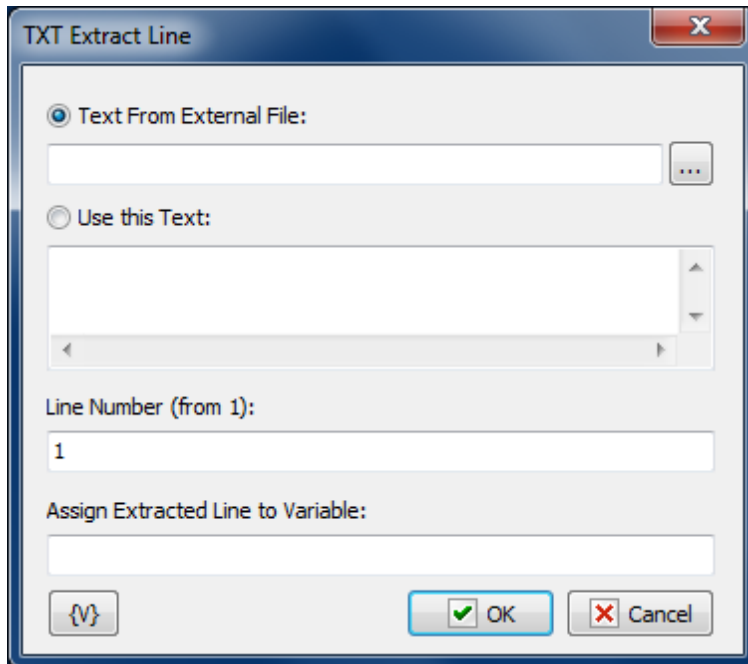 TXT Extract Line
Text From External File:
...
Use this Text:
Line Number (from 1):
1
Assign Extracted Line to Variable:
{V} OK Cancel